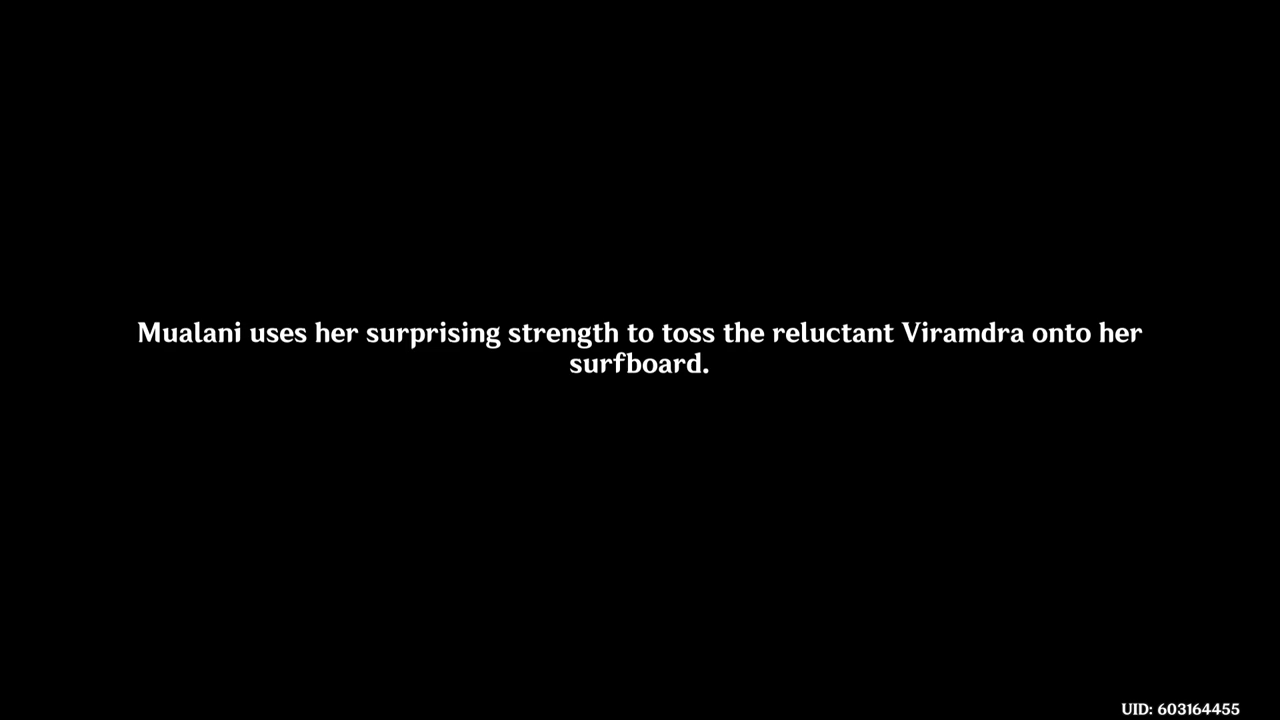 Mualani uses her surprising strength to toss the reluctant Viramdra onto her
surfboard.
UID: 603164455